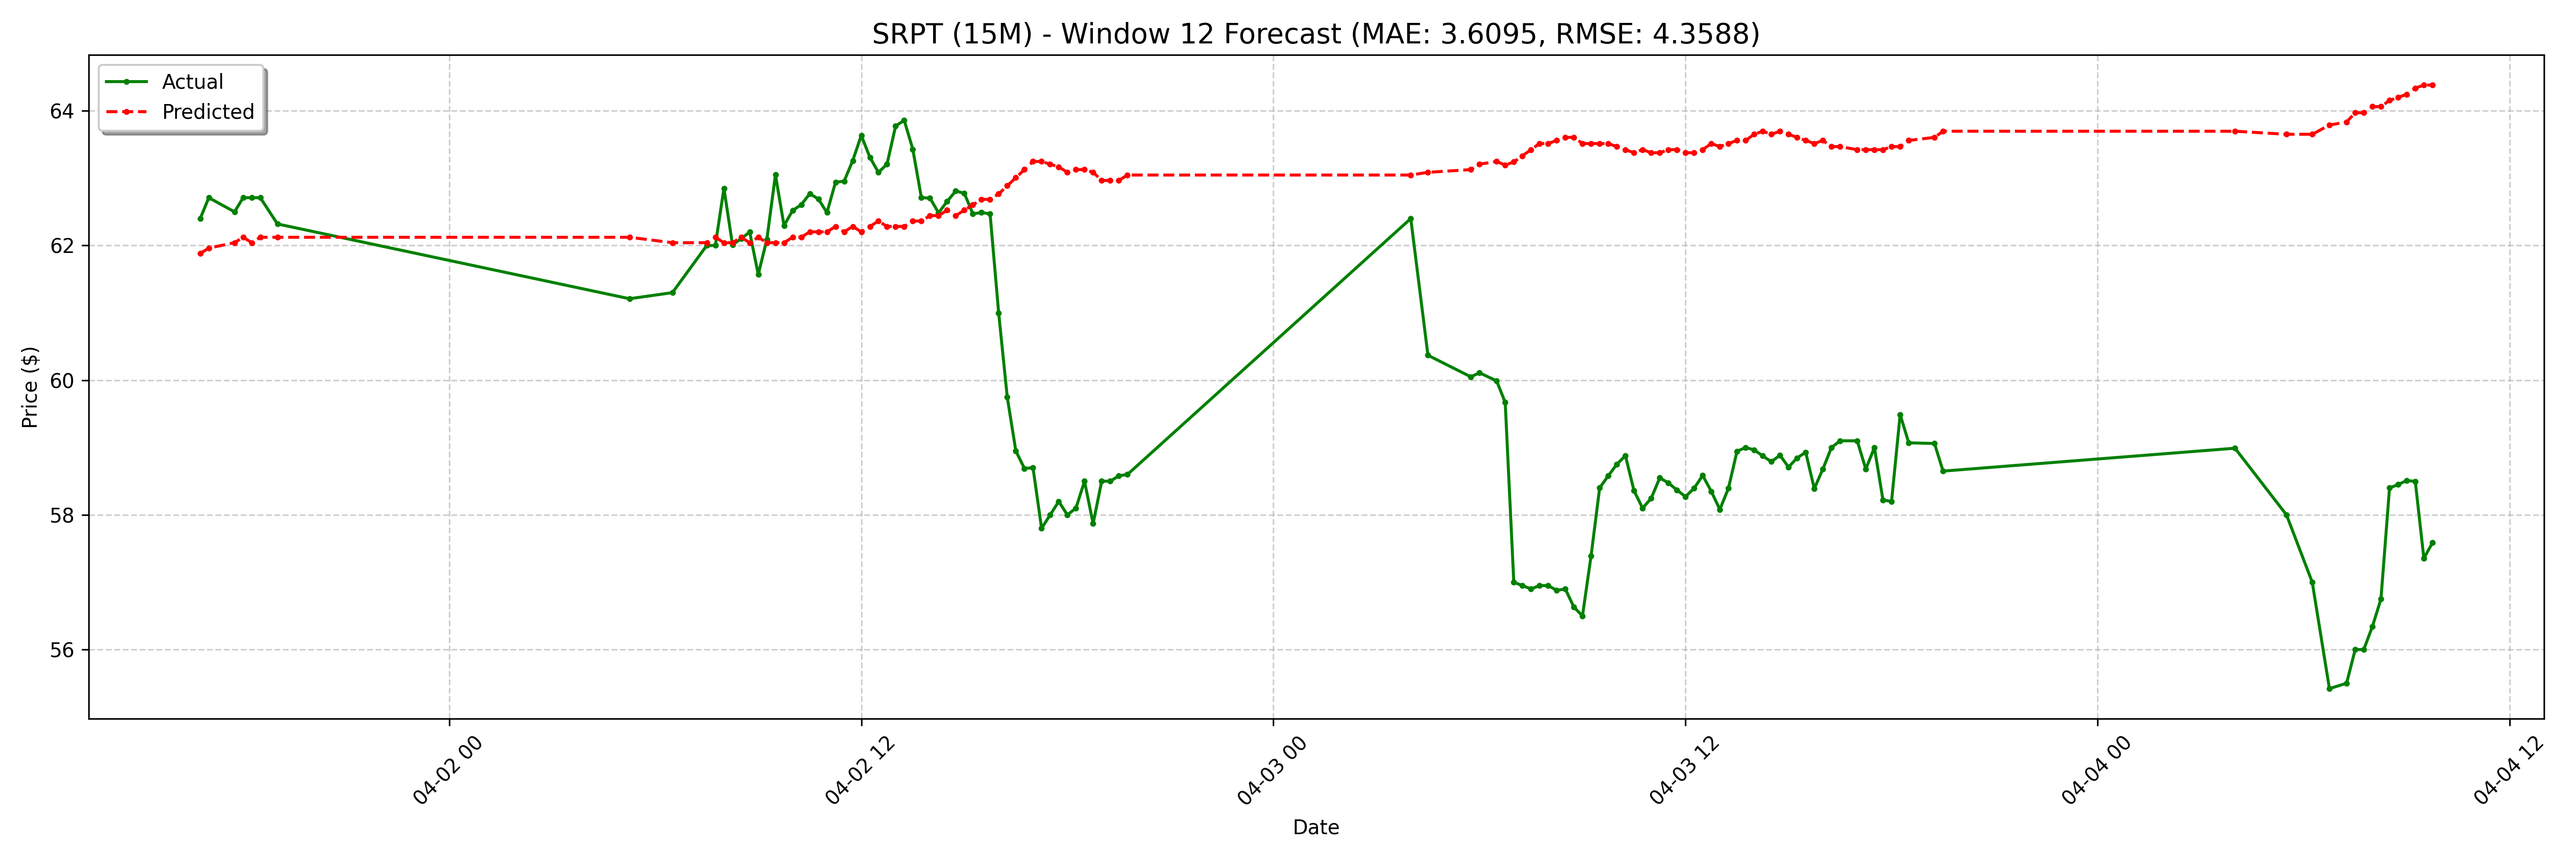 SRPT (15M) - Window 12 Forecast (MAE: 3.6095, RMSE: 4.3588)
Actual
Predicted
Price ($)
64
62
60
58
56
04-02 00
04-02 12
04-03 00
04-03 12
04-04 00
04-04 12
Date